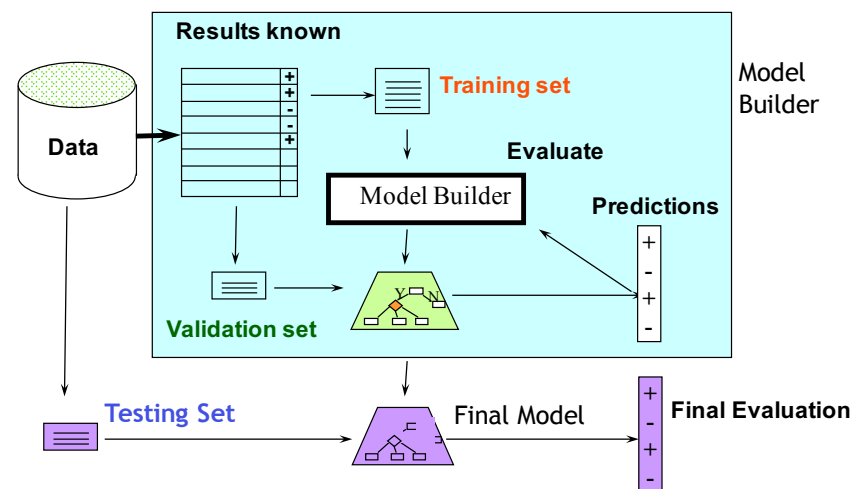 Results known
+
+
-
-
+
Training set
Model
Builder
Data
Evaluate
Model Builder
Predictions
+
-
+
-
Y
N
Validation set
Testing Set
Final Model
Final Evaluation
+
-
+
-